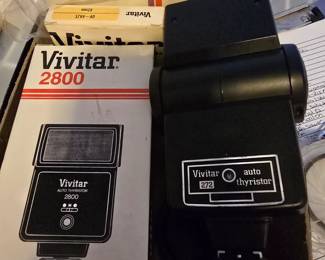 Vivitar
Vivitar
2800
Vivitar
AUTO THYRISTOR
2800
Vivitar auto
272 thyristor